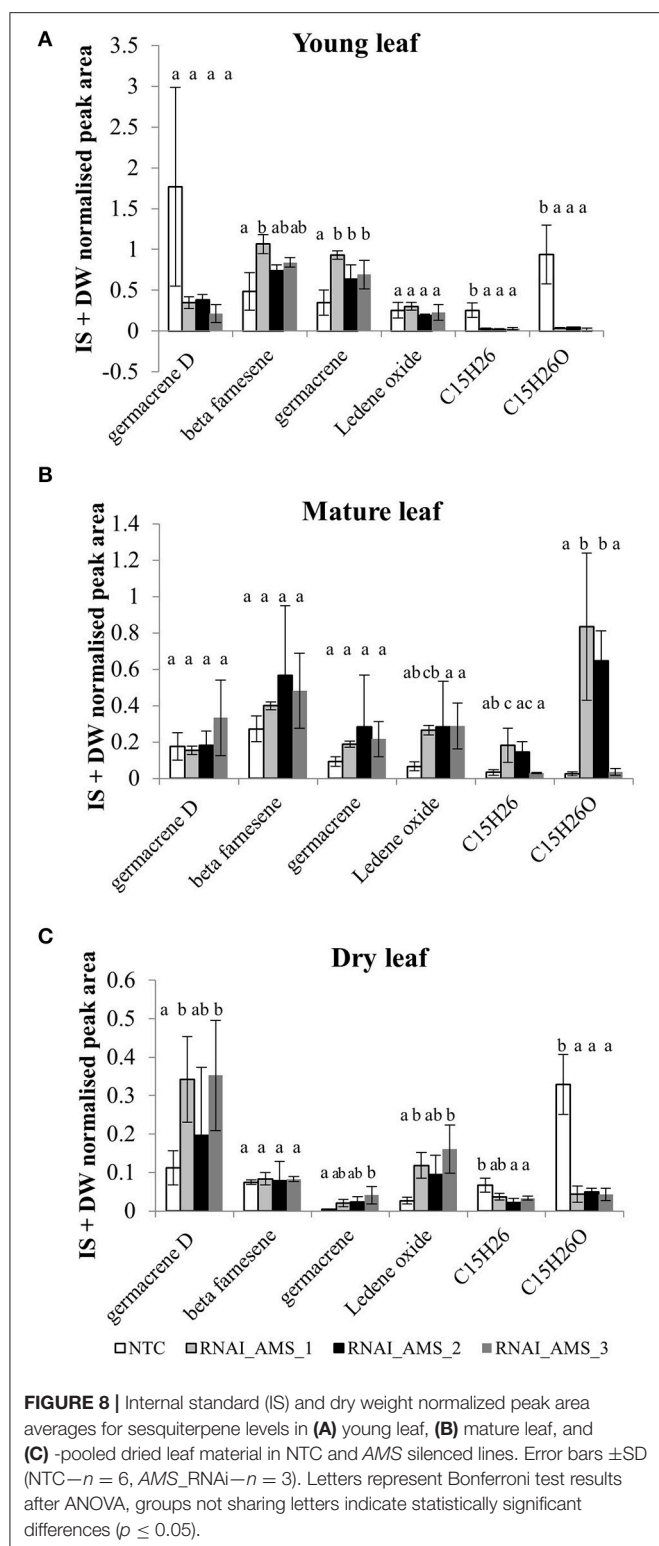 A
Young leaf
IS + DW normalised peak area
3.5
3
2.5
2
1.5
1
0.5
0
-0.5
a a a a
a b ab ab
a b b b
a a a a
b a a a
b a a a
germacrene D
beta farnesene
germacrene
Ledene oxide
C15H26
C15H26O
B
Mature leaf
IS + DW normalised peak area
1.4
1.2
1
0.8
0.6
0.4
0.2
0
a a a a
a a a a
a a a a
ab cb a a
ab c ac a
a b b a
germacrene D
beta farnesene
germacrene
Ledene oxide
C15H26
C15H26O
C
Dry leaf
IS + DW normalised peak area
0.6
0.5
0.4
0.3
0.2
0.1
0
a b ab b
a a a a
a ab ab b
a b ab b
b ab a a
b a a a
germacrene D
beta farnesene
germacrene
Ledene oxide
C15H26
C15H26O
NTC RNAI_AMS_1 RNAI_AMS_2 RNAI_AMS_3
FIGURE 8 | Internal standard (IS) and dry weight normalized peak area
averages for sesquiterpene levels in (A) young leaf, (B) mature leaf, and
(C) -pooled dried leaf material in NTC and AMS silenced lines. Error bars ±SD
(NTC—n = 6, AMS_RNAi—n = 3). Letters represent Bonferroni test results
after ANOVA, groups not sharing letters indicate statistically significant
differences (p ≤ 0.05).